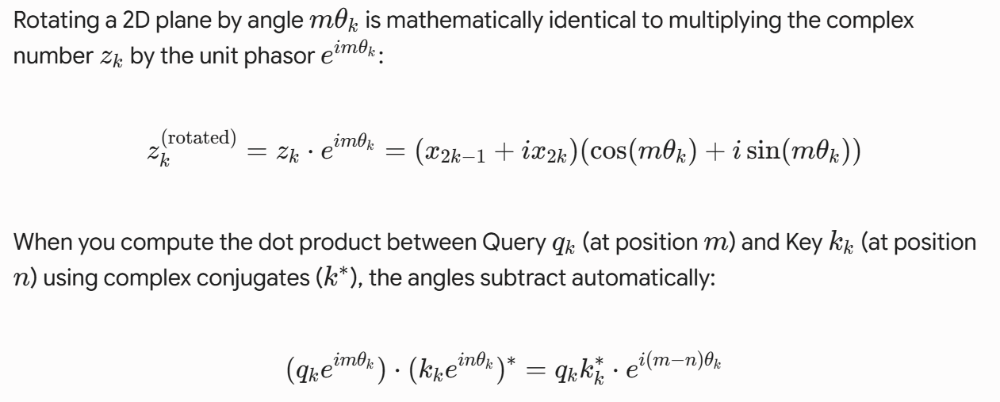 Rotating a 2D plane by angle $m\theta_k$ is mathematically identical to multiplying the complex
number $z_k$ by the unit phasor $e^{im\theta_k}$:
$z_k^{(\text{rotated})} = z_k \cdot e^{im\theta_k} = (x_{2k-1} + ix_{2k})(\cos(m\theta_k) + i\sin(m\theta_k))$
When you compute the dot product between Query $q_k$ (at position $m$) and Key $k_k$ (at position
$n$) using complex conjugates ($k^*$), the angles subtract automatically:
$(q_k e^{im\theta_k}) \cdot (k_k e^{in\theta_k})^* = q_k k_k^* \cdot e^{i(m-n)\theta_k}$